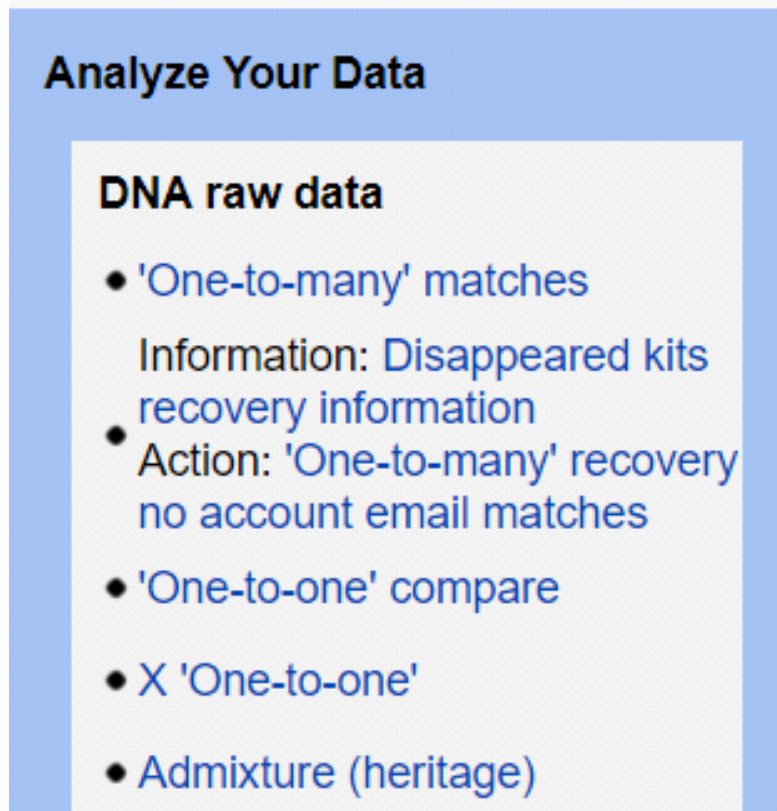 Analyze Your Data
DNA raw data
'One-to-many' matches
Information: Disappeared kits
recovery information
Action: 'One-to-many' recovery
no account email matches
'One-to-one' compare
X 'One-to-one'
Admixture (heritage)